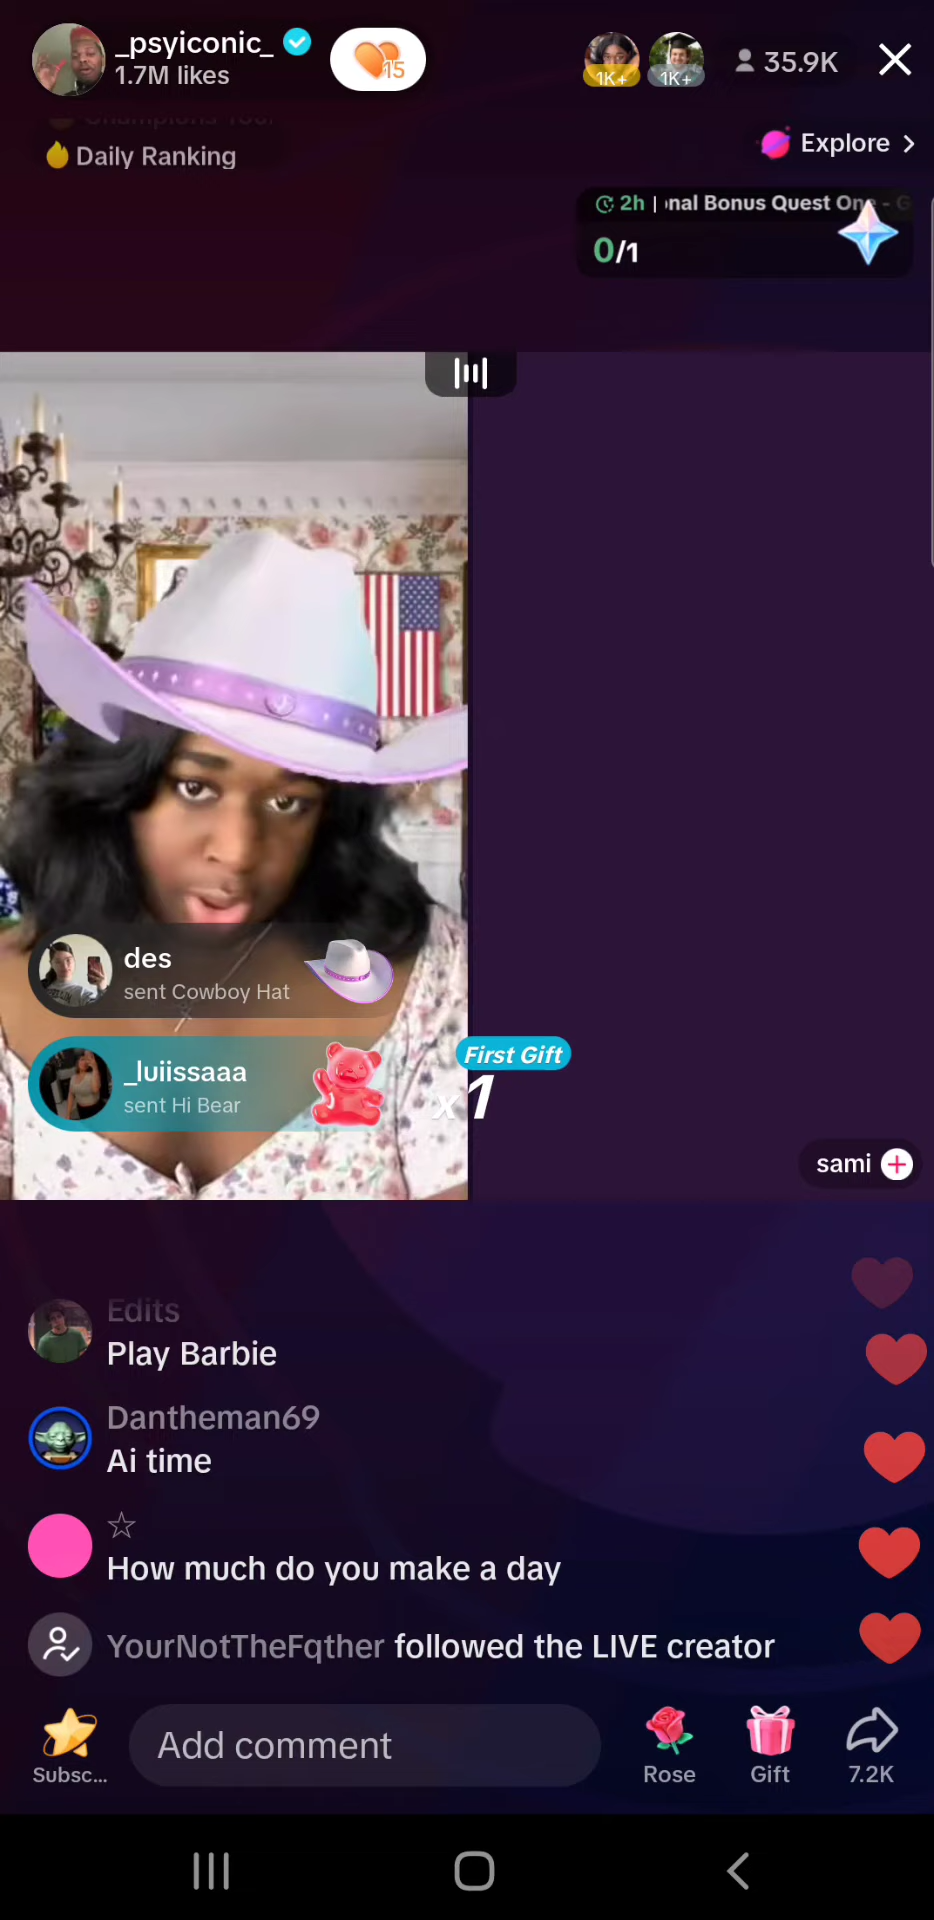 _psyiconic_
1.7M likes
15
1K+
1K+
35.9K
Daily Ranking
Explore
2h | nal Bonus Quest One - G
0/1
des
sent Cowboy Hat
_luiissaaa
sent Hi Bear
First Gift
x1
sami
Edits
Play Barbie
Dantheman69
Ai time
☆
How much do you make a day
YourNotTheFqther followed the LIVE creator
Subsc...
Add comment
Rose
Gift
7.2K